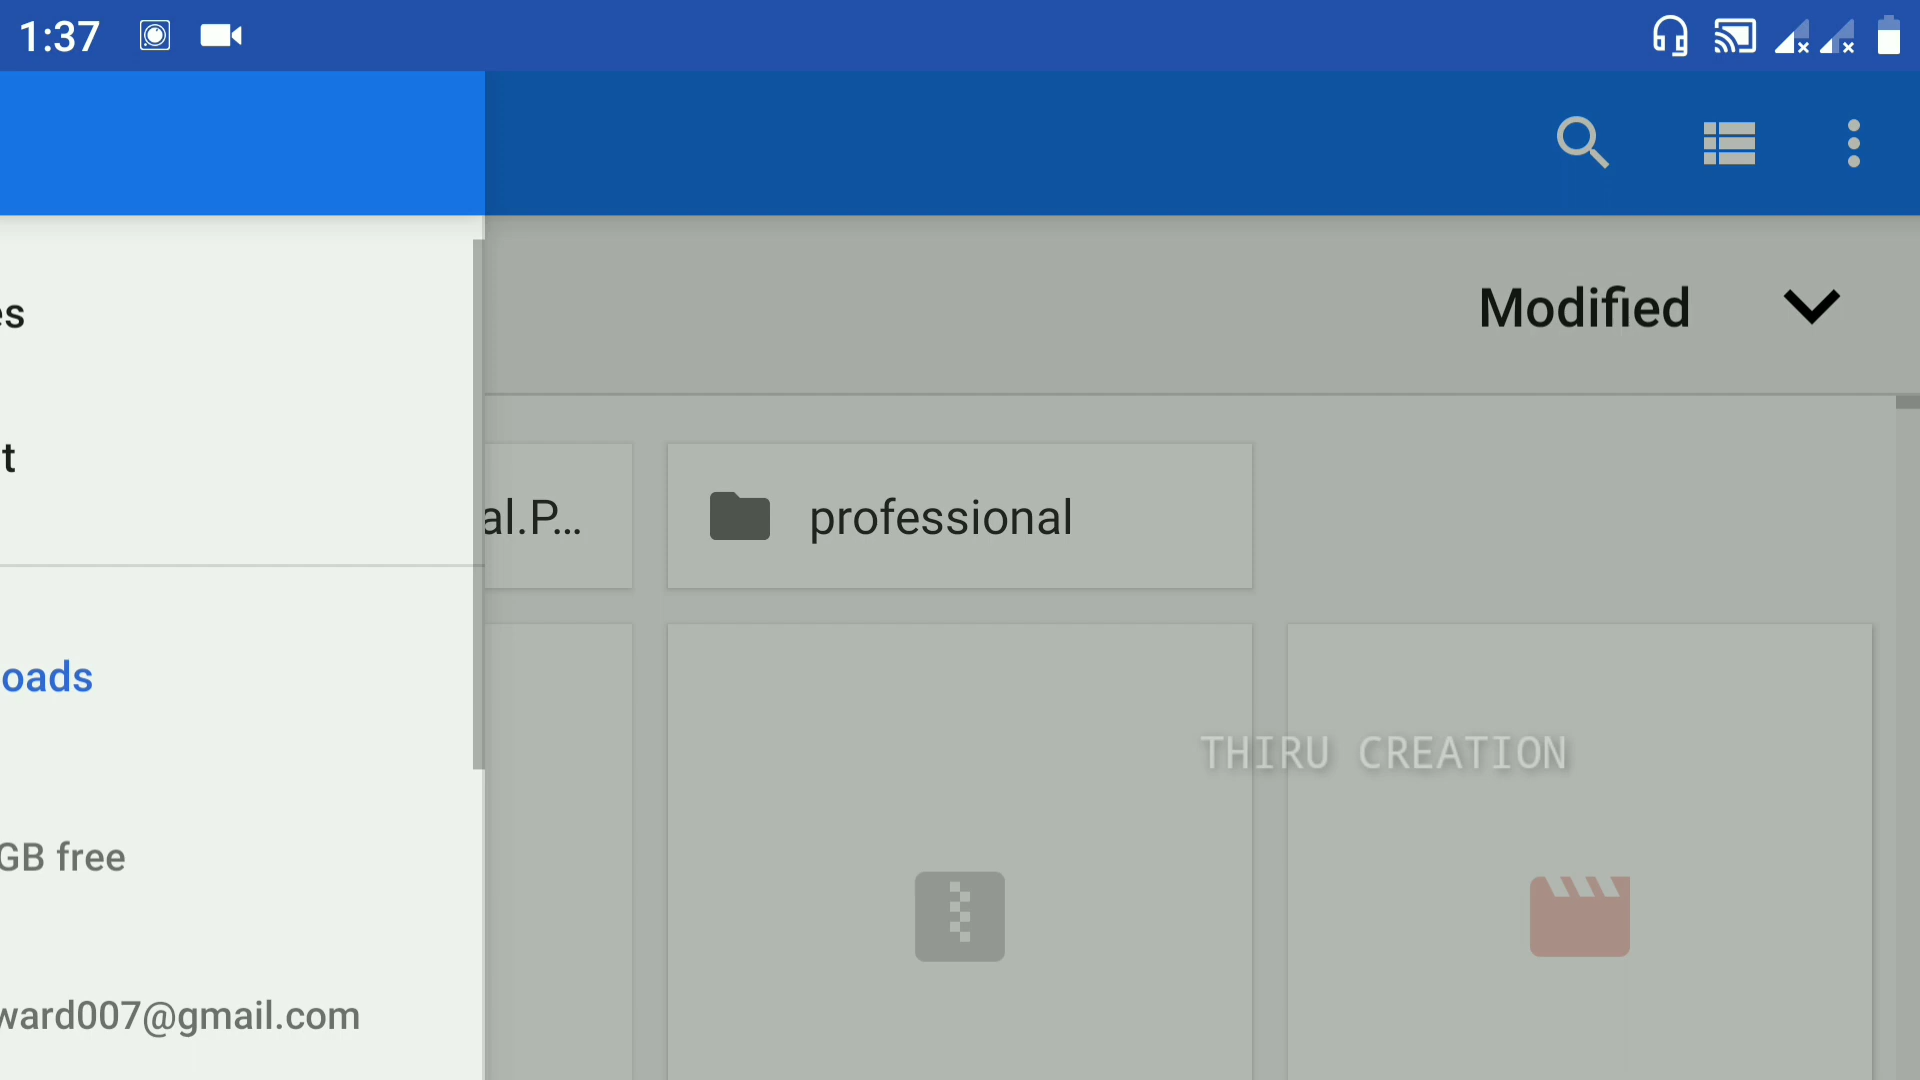 1:37
es
t
oads
GB free
ward007@gmail.com
Modified
al.P...
professional
THIRU CREATION